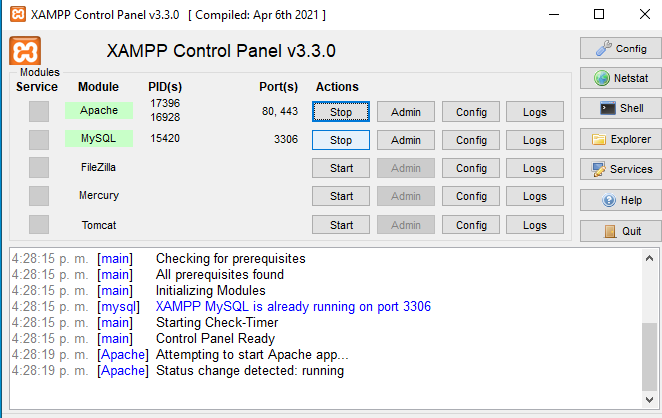 XAMPP Control Panel v3.3.0 [ Compiled: Apr 6th 2021 ]
XAMPP Control Panel v3.3.0
Config
Modules
Service Module PID(s) Port(s) Actions
Netstat
Apache 17396 16928 80, 443 Stop Admin Config Logs
Shell
MySQL 15420 3306 Stop Admin Config Logs
Explorer
FileZilla Start Admin Config Logs
Services
Mercury Start Admin Config Logs
Help
Tomcat Start Admin Config Logs
Quit
4:28:15 p. m. [main] Checking for prerequisites
4:28:15 p. m. [main] All prerequisites found
4:28:15 p. m. [main] Initializing Modules
4:28:15 p. m. [mysql] XAMPP MySQL is already running on port 3306
4:28:15 p. m. [main] Starting Check-Timer
4:28:15 p. m. [main] Control Panel Ready
4:28:19 p. m. [Apache] Attempting to start Apache app...
4:28:19 p. m. [Apache] Status change detected: running